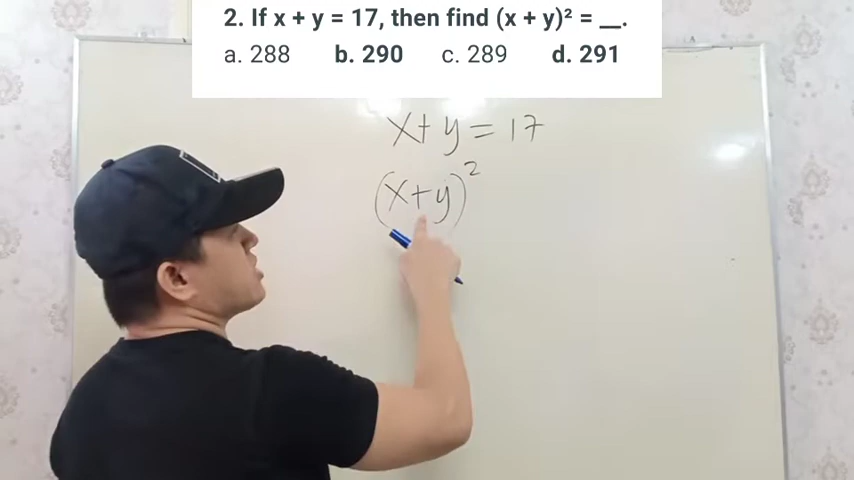 2. If x + y = 17, then find (x + y)² = __.
a. 288 b. 290 c. 289 d. 291
x + y = 17
(x + y)²